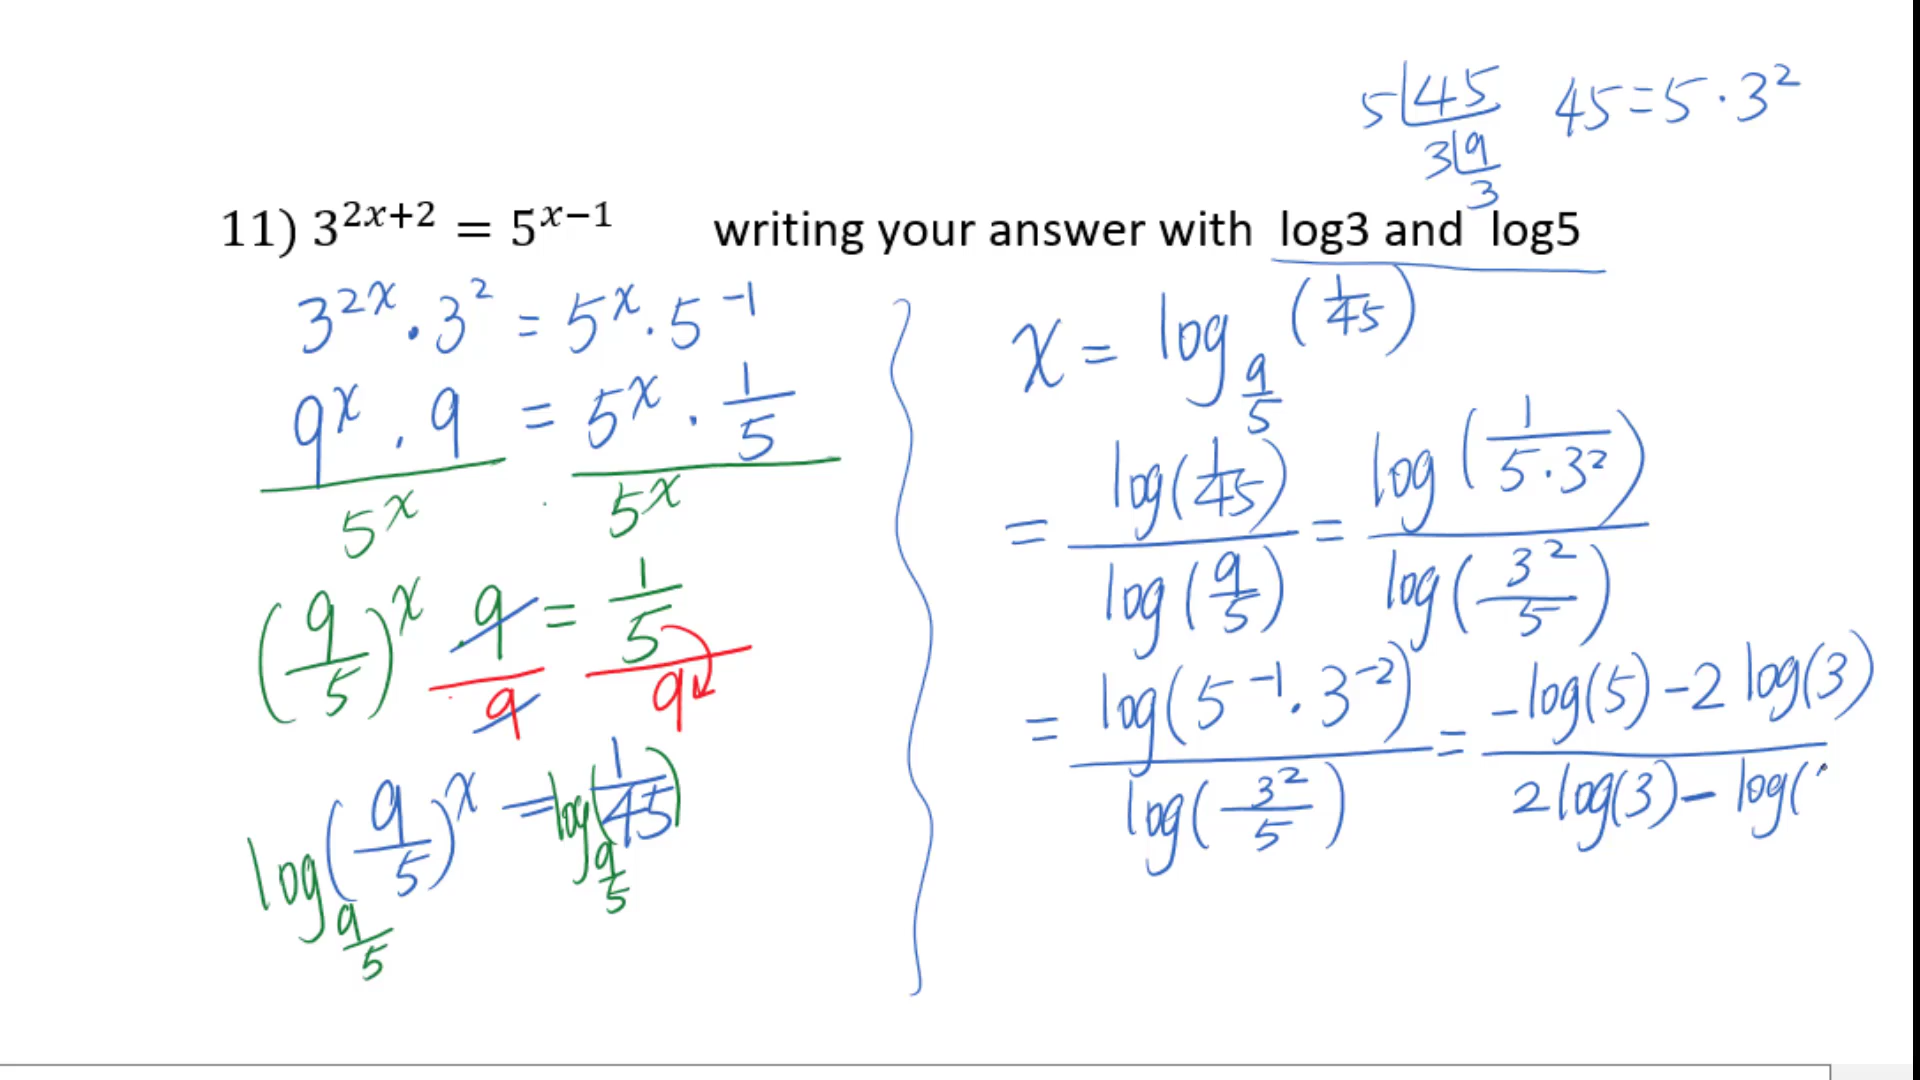 5 | 45   45 = 5 · 3²
3 | 9
3
11) 3^{2x+2} = 5^{x−1}   writing your answer with log3 and log5
3^{2x} · 3² = 5^x · 5^{-1}
9^x · 9 = 5^x · 1/5
5^x   5^x
(9/5)^x 9/9 = (1/5)/9
log_{9/5} (9/5)^x = log_{9/5} (1/45)
x = log_{9/5} (1/45)
= log(1/45) / log(9/5) = log(1/(5·3²)) / log(3²/5)
= log(5^{-1} · 3^{-2}) / log(3²/5) = (−log(5) − 2 log(3)) / (2 log(3) − log(